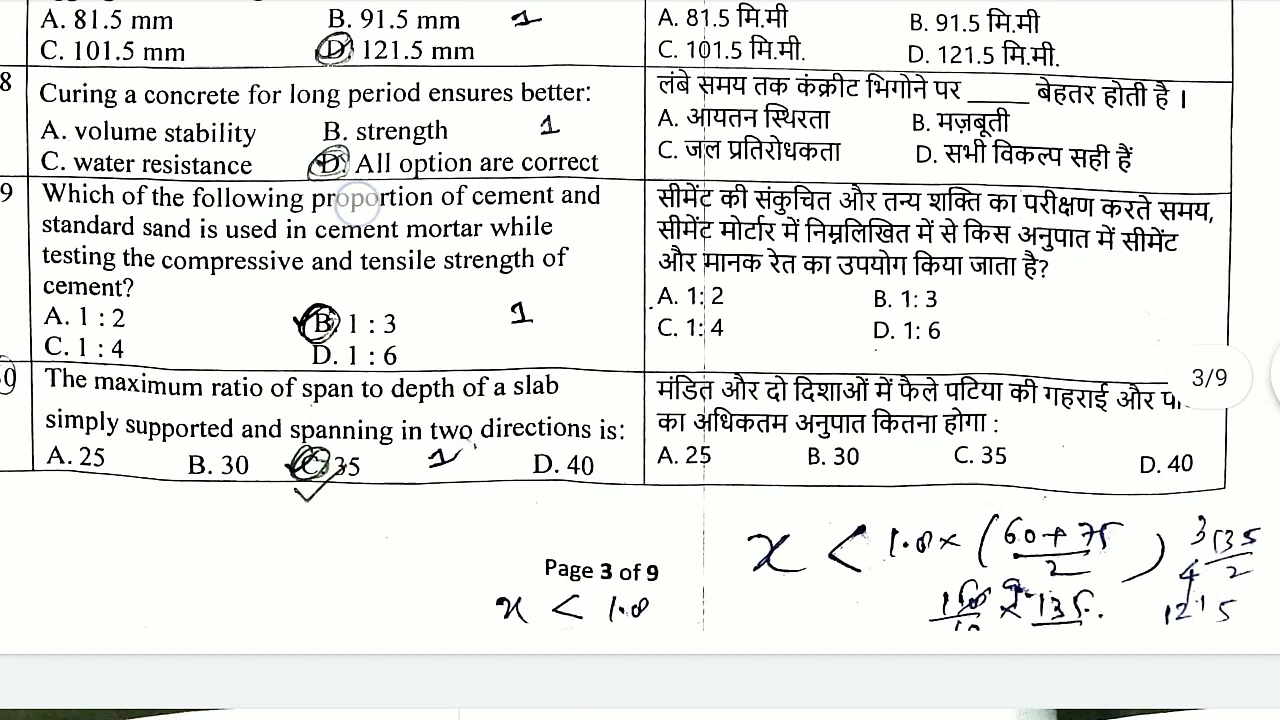 A. 81.5 mm B. 91.5 mm 1
C. 101.5 mm D. 121.5 mm
8 Curing a concrete for long period ensures better:
A. volume stability B. strength 1
C. water resistance D. All option are correct
9 Which of the following proportion of cement and
standard sand is used in cement mortar while
testing the compressive and tensile strength of
cement?
A. 1 : 2 B. 1 : 3 1
C. 1 : 4 D. 1 : 6
The maximum ratio of span to depth of a slab
simply supported and spanning in two directions is:
A. 25 B. 30 C. 35 1 D. 40
A. 81.5 मि.मी B. 91.5 मि.मी
C. 101.5 मि.मी. D. 121.5 मि.मी.
लंबे समय तक कंक्रीट भिगोने पर _____ बेहतर होती है ।
A. आयतन स्थिरता B. मज़बूती
C. जल प्रतिरोधकता D. सभी विकल्प सही हैं
सीमेंट की संकुचित और तन्य शक्ति का परीक्षण करते समय,
सीमेंट मोर्टार में निम्नलिखित में से किस अनुपात में सीमेंट
और मानक रेत का उपयोग किया जाता है?
A. 1: 2 B. 1: 3
C. 1: 4 D. 1: 6
मंडित और दो दिशाओं में फैले पटिया की गहराई और
का अधिकतम अनुपात कितना होगा :
A. 25 B. 30 C. 35 D. 40
3/9
x < 1.8 x (60 + 75 / 2)
135 / 2
1215
Page 3 of 9
x < 1.8